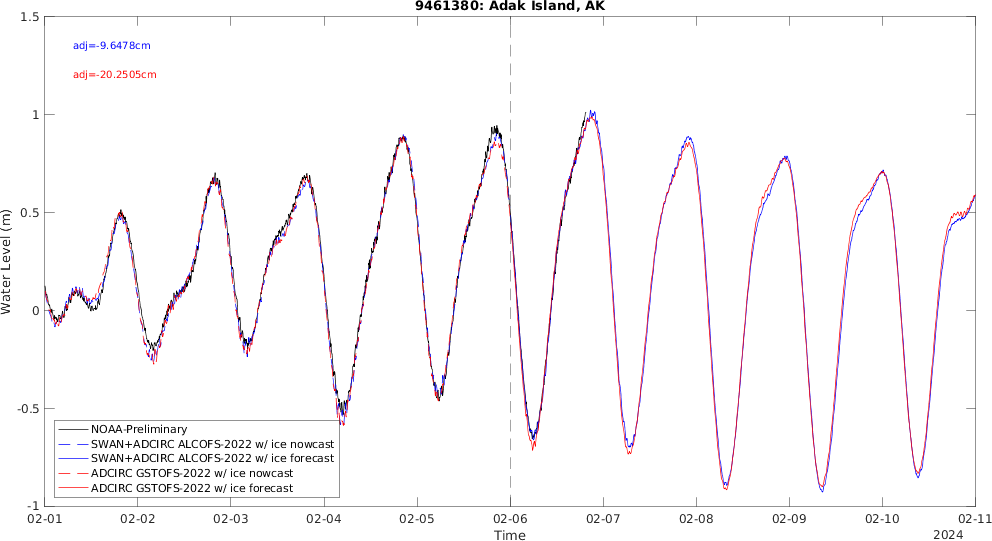 9461380: Adak Island, AK
adj=-9.6478cm
adj=-20.2505cm
Water Level (m)
1.5
1
0.5
0
-0.5
-1
NOAA-Preliminary
SWAN+ADCIRC ALCOFS-2022 w/ ice nowcast
SWAN+ADCIRC ALCOFS-2022 w/ ice forecast
ADCIRC GSTOFS-2022 w/ ice nowcast
ADCIRC GSTOFS-2022 w/ ice forecast
02-01 02-02 02-03 02-04 02-05 02-06 02-07 02-08 02-09 02-10 02-11
Time
2024